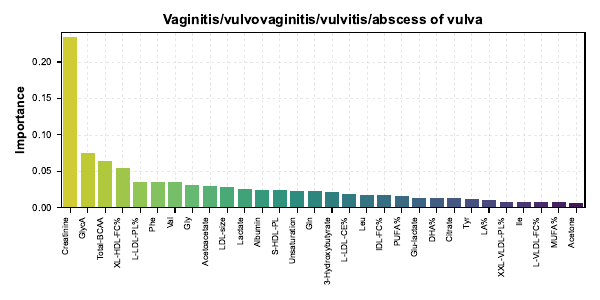 Vaginitis/vulvovaginitis/vulvitis/abscess of vulva
Importance
0.20
0.15
0.10
0.05
0.00
Creatinine
GlycA
Total-BCAA
XL-HDL-FC%
L-LDL-PL%
Phe
Val
Gly
Acetoacetate
LDL-size
Lactate
Albumin
S-HDL-PL
Unsaturation
Gln
3-Hydroxybutyrate
L-LDL-CE%
Leu
IDL-FC%
PUFA%
Glu-lactate
DHA%
Citrate
Tyr
LA%
XXL-VLDL-PL%
Ile
L-VLDL-FC%
MUFA%
Acetone